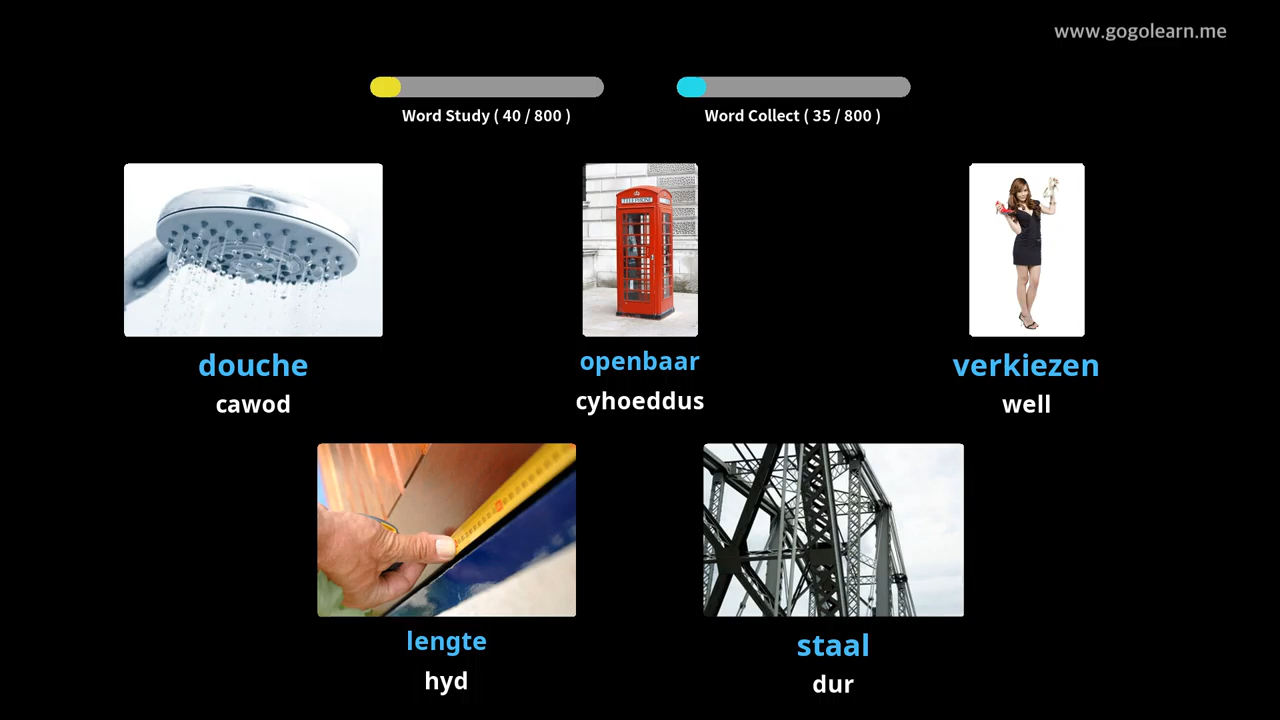 www.gogolearn.me
Word Study ( 40 / 800 )
Word Collect ( 35 / 800 )
TELEPHONE
douche
openbaar
verkiezen
cawod
cyhoeddus
well
lengte
staal
hyd
dur